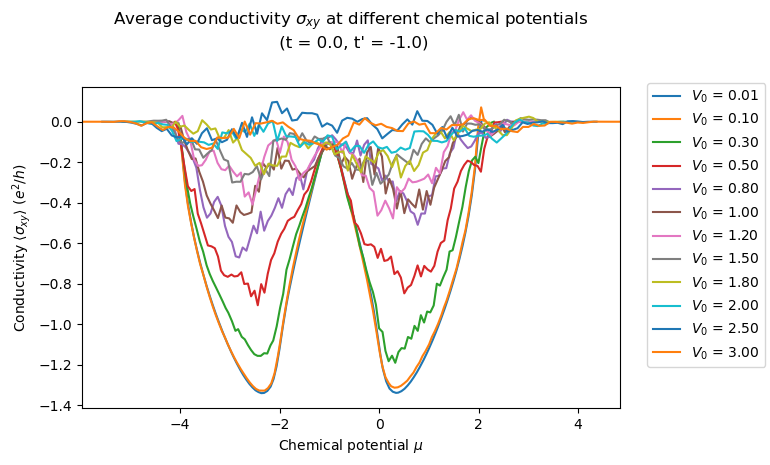 Average conductivity σxy at different chemical potentials
(t = 0.0, t' = -1.0)
Conductivity ⟨σxy⟩ (e²/h)
0.0
−0.2
−0.4
−0.6
−0.8
−1.0
−1.2
−1.4
−4
−2
0
2
4
Chemical potential μ
V0 = 0.01
V0 = 0.10
V0 = 0.30
V0 = 0.50
V0 = 0.80
V0 = 1.00
V0 = 1.20
V0 = 1.50
V0 = 1.80
V0 = 2.00
V0 = 2.50
V0 = 3.00